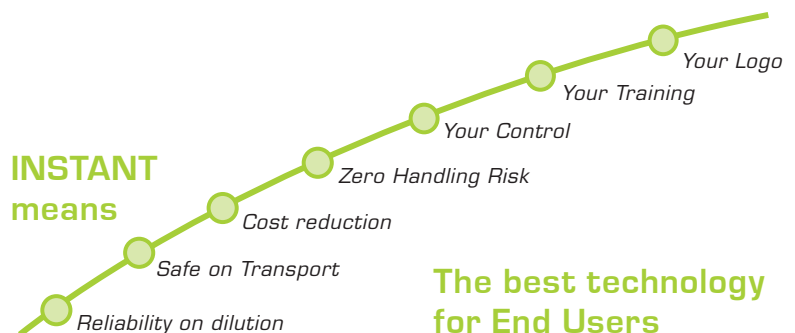 Your Logo
Your Training
Your Control
INSTANT
means
Zero Handling Risk
Cost reduction
Safe on Transport
The best technology
for End Users
Reliability on dilution